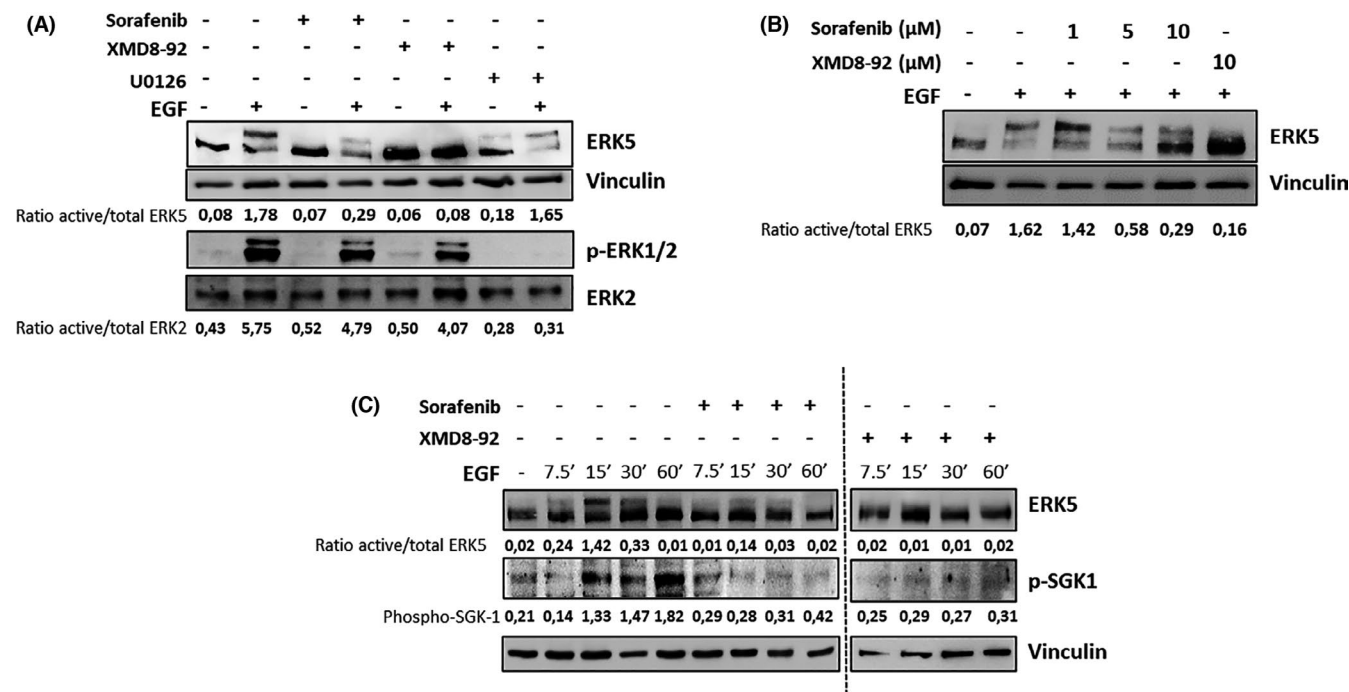 (A)
Sorafenib - - + + - - - -
XMD8-92 - - - - + + - -
U0126 - - - - - - + +
EGF - + - + - + - +
ERK5
Vinculin
Ratio active/total ERK5 0,08 1,78 0,07 0,29 0,06 0,08 0,18 1,65
p-ERK1/2
ERK2
Ratio active/total ERK2 0,43 5,75 0,52 4,79 0,50 4,07 0,28 0,31
(B)
Sorafenib (µM) - - 1 5 10 -
XMD8-92 (µM) - - - - - 10
EGF - + + + + +
ERK5
Vinculin
Ratio active/total ERK5 0,07 1,62 1,42 0,58 0,29 0,16
(C)
Sorafenib - - - - - + + + + - - - -
XMD8-92 - - - - - - - - - + + + +
EGF - 7.5′ 15′ 30′ 60′ 7.5′ 15′ 30′ 60′ 7.5′ 15′ 30′ 60′
ERK5
Ratio active/total ERK5 0,02 0,24 1,42 0,33 0,01 0,01 0,14 0,03 0,02 0,02 0,01 0,01 0,02
p-SGK1
Phospho-SGK-1 0,21 0,14 1,33 1,47 1,82 0,29 0,28 0,31 0,42 0,25 0,29 0,27 0,31
Vinculin